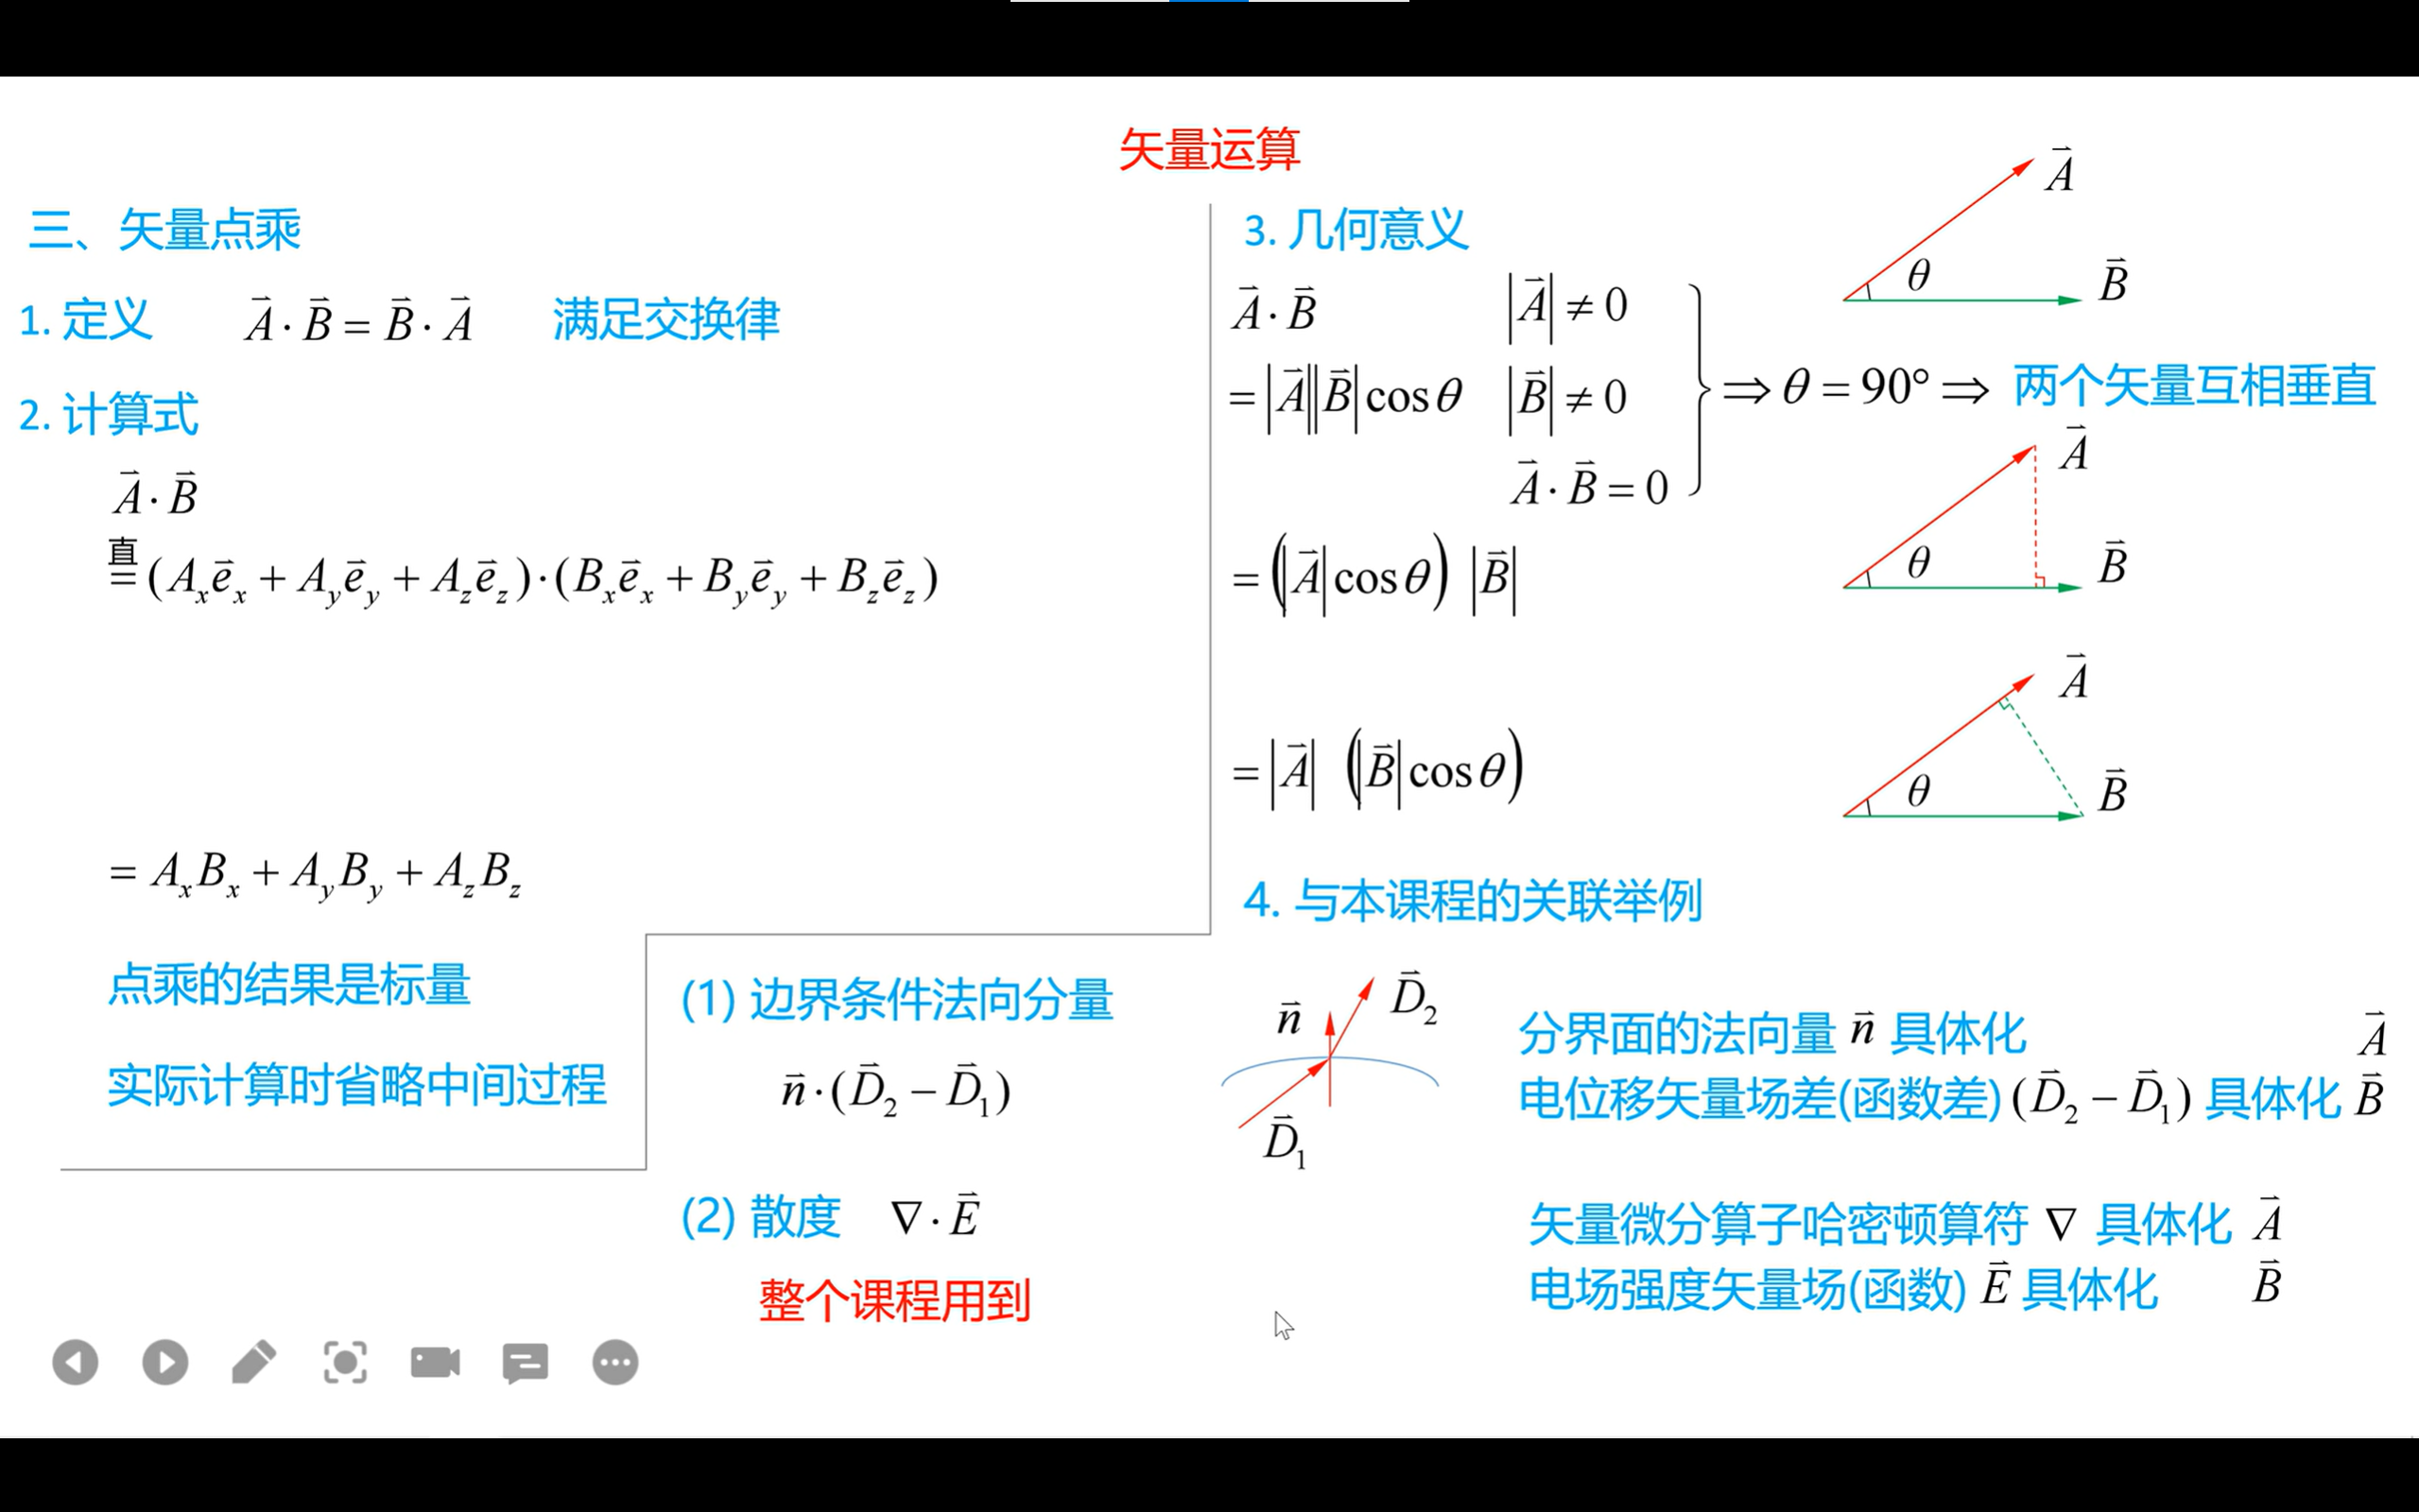 矢量运算
三、矢量点乘
1. 定义 $\vec{A}\cdot\vec{B}=\vec{B}\cdot\vec{A}$ 满足交换律
2. 计算式
$\vec{A}\cdot\vec{B}$
直
$=(A_x\vec{e}_x+A_y\vec{e}_y+A_z\vec{e}_z)\cdot(B_x\vec{e}_x+B_y\vec{e}_y+B_z\vec{e}_z)$
$=A_xB_x+A_yB_y+A_zB_z$
点乘的结果是标量
实际计算时省略中间过程
3. 几何意义
$\vec{A}\cdot\vec{B}$ $|\vec{A}|\neq 0$
$=|\vec{A}||\vec{B}|\cos\theta$ $|\vec{B}|\neq 0$ $\Rightarrow\theta=90°\Rightarrow$ 两个矢量互相垂直
$\vec{A}\cdot\vec{B}=0$
$=(|\vec{A}|\cos\theta)\ |\vec{B}|$
$=|\vec{A}|\ (|\vec{B}|\cos\theta)$
$\vec{A}$
θ $\vec{B}$
$\vec{A}$
θ $\vec{B}$
$\vec{A}$
θ $\vec{B}$
4. 与本课程的关联举例
(1) 边界条件法向分量
$\vec{n}\cdot(\vec{D}_2-\vec{D}_1)$
$\vec{n}$ $\vec{D}_2$
$\vec{D}_1$
分界面的法向量 $\vec{n}$ 具体化 $\vec{A}$
电位移矢量场差(函数差) $(\vec{D}_2-\vec{D}_1)$ 具体化 $\vec{B}$
(2) 散度 $\nabla\cdot\vec{E}$
整个课程用到
矢量微分算子哈密顿算符 ∇ 具体化 $\vec{A}$
电场强度矢量场(函数) $\vec{E}$ 具体化 $\vec{B}$